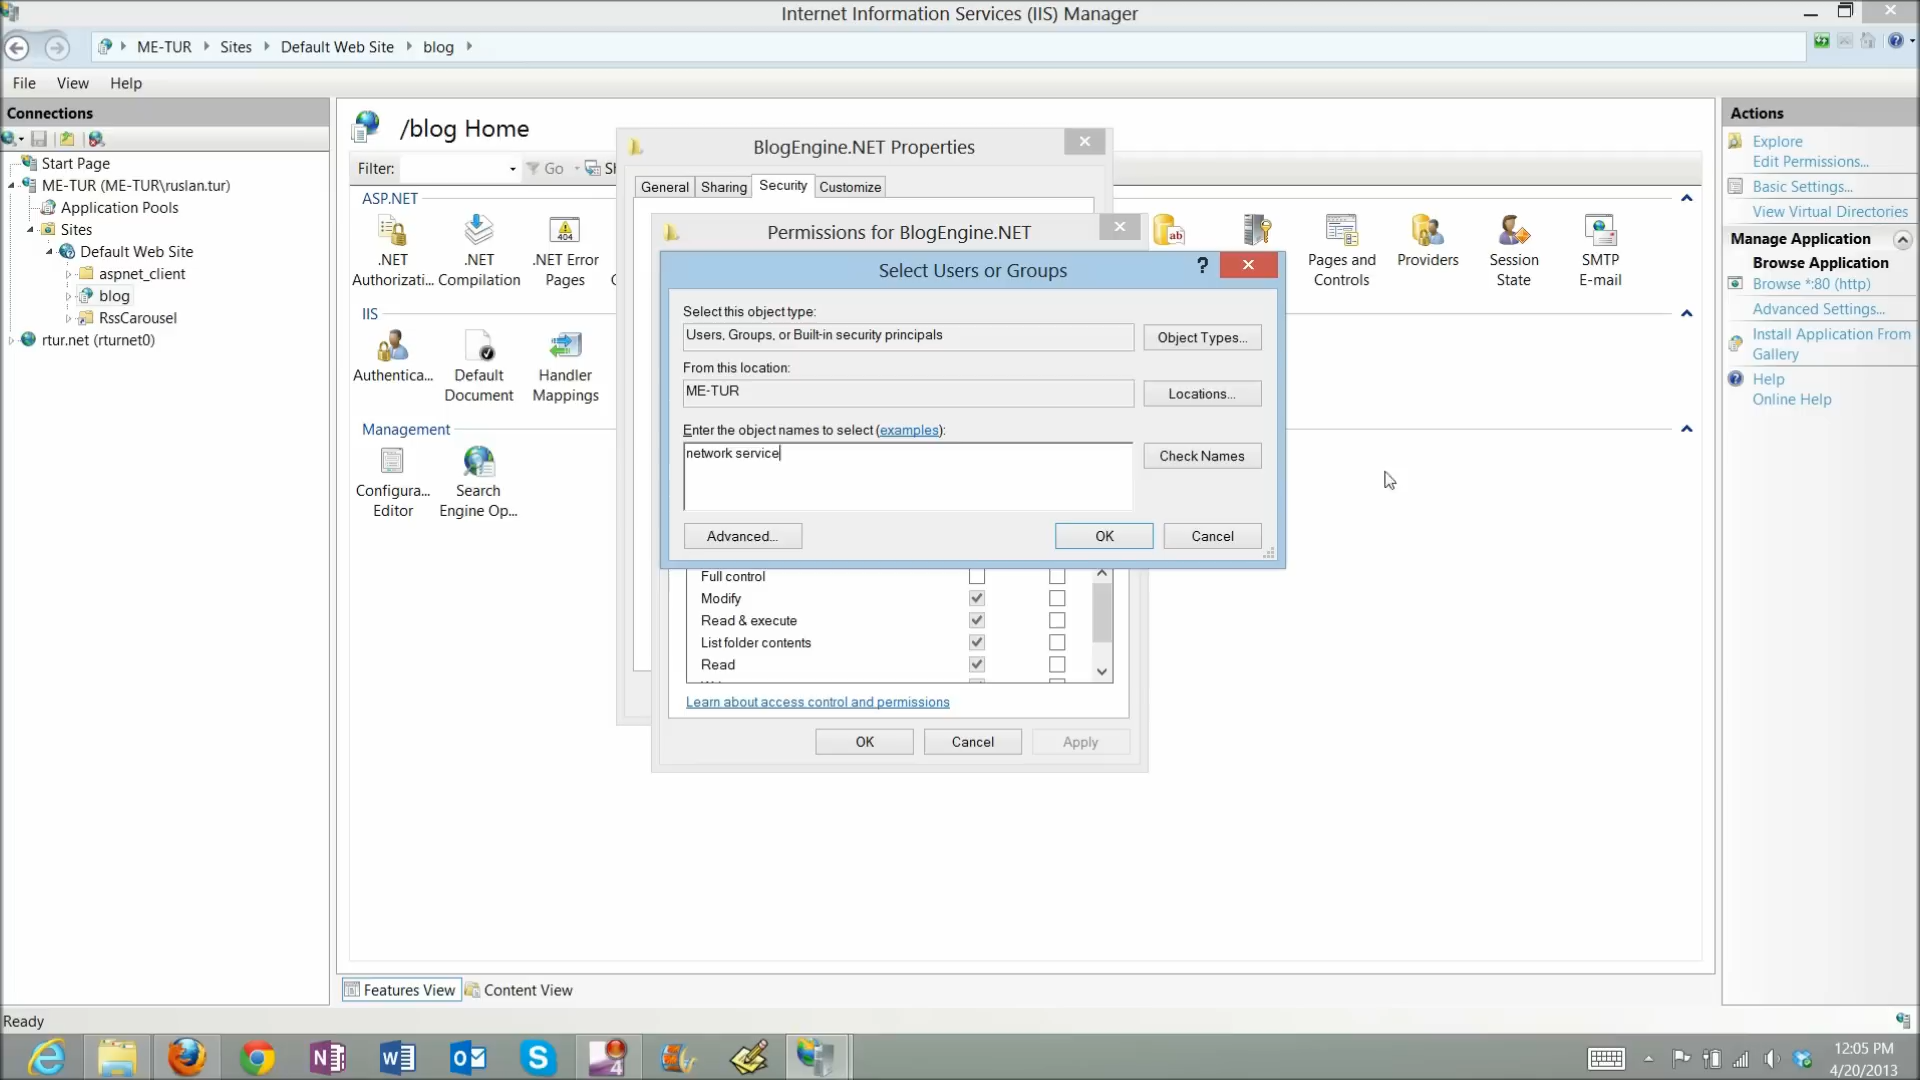 Internet Information Services (IIS) Manager
ME-TUR
Sites
Default Web Site
blog
File
View
Help
Connections
Start Page
ME-TUR (ME-TUR\ruslan.tur)
Application Pools
Sites
Default Web Site
aspnet_client
blog
RssCarousel
rtur.net (rturnet0)
/blog Home
Filter:
Go
ASP.NET
.NET
Authorizati...
.NET
Compilation
.NET Error
Pages
Pages and
Controls
Providers
Session
State
SMTP
E-mail
404
ab
IIS
Authentica...
Default
Document
Handler
Mappings
Management
Configura...
Editor
Search
Engine Op...
BlogEngine.NET Properties
General
Sharing
Security
Customize
Permissions for BlogEngine.NET
Select Users or Groups
?
Select this object type:
Users, Groups, or Built-in security principals
Object Types...
From this location:
ME-TUR
Locations...
Enter the object names to select (examples):
network service
Check Names
Advanced...
OK
Cancel
Full control
Modify
Read & execute
List folder contents
Read
Learn about access control and permissions
OK
Cancel
Apply
Actions
Explore
Edit Permissions...
Basic Settings...
View Virtual Directories
Manage Application
Browse Application
Browse *:80 (http)
Advanced Settings...
Install Application From
Gallery
Help
Online Help
Features View
Content View
Ready
12:05 PM
4/20/2013